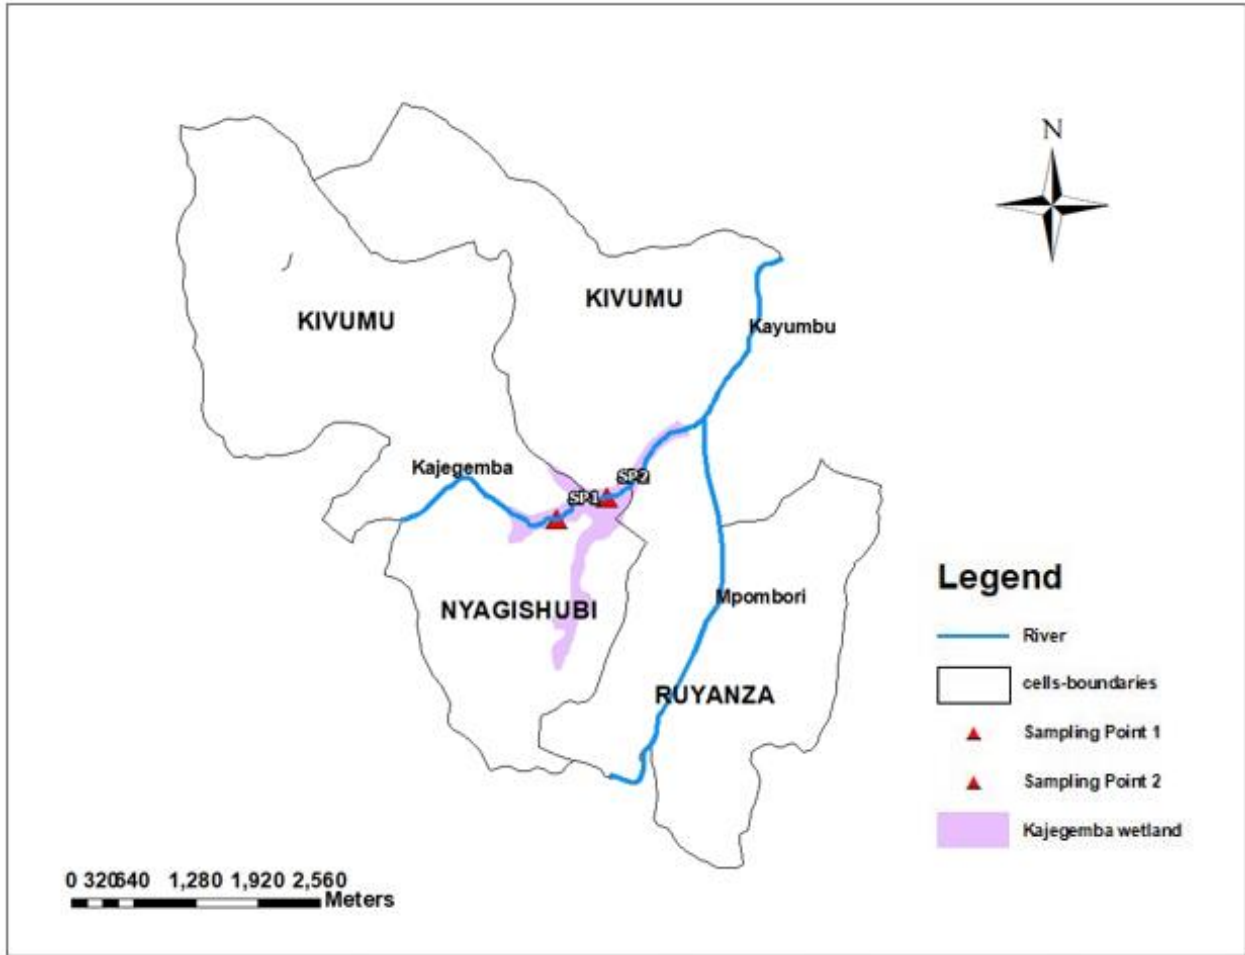 N
KIVUMU
KIVUMU
Kayumbu
Kajegemba
SP2
SP1
NYAGISHUBI
Mpombori
RUYANZA
Legend
River
cells-boundaries
Sampling Point 1
Sampling Point 2
Kajegemba wetland
0 320640 1,280 1,920 2,560
Meters